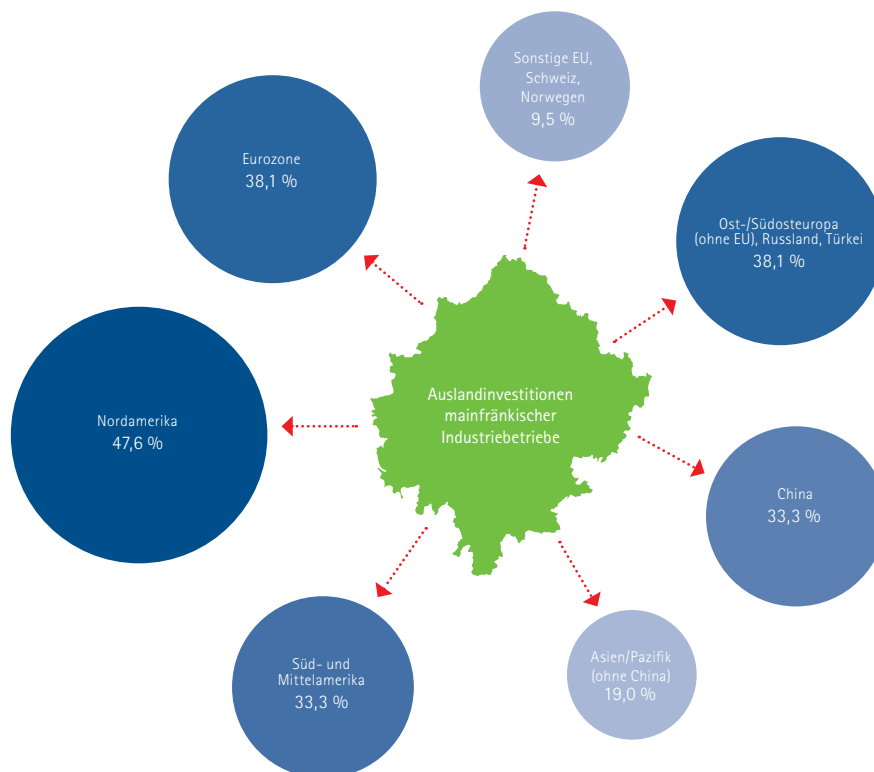 Sonstige EU,
Schweiz,
Norwegen
9,5 %
Eurozone
38,1 %
Ost-/Südosteuropa
(ohne EU), Russland, Türkei
38,1 %
Auslandinvestitionen
mainfränkischer
Industriebetriebe
Nordamerika
47,6 %
China
33,3 %
Süd- und
Mittelamerika
33,3 %
Asien/Pazifik
(ohne China)
19,0 %